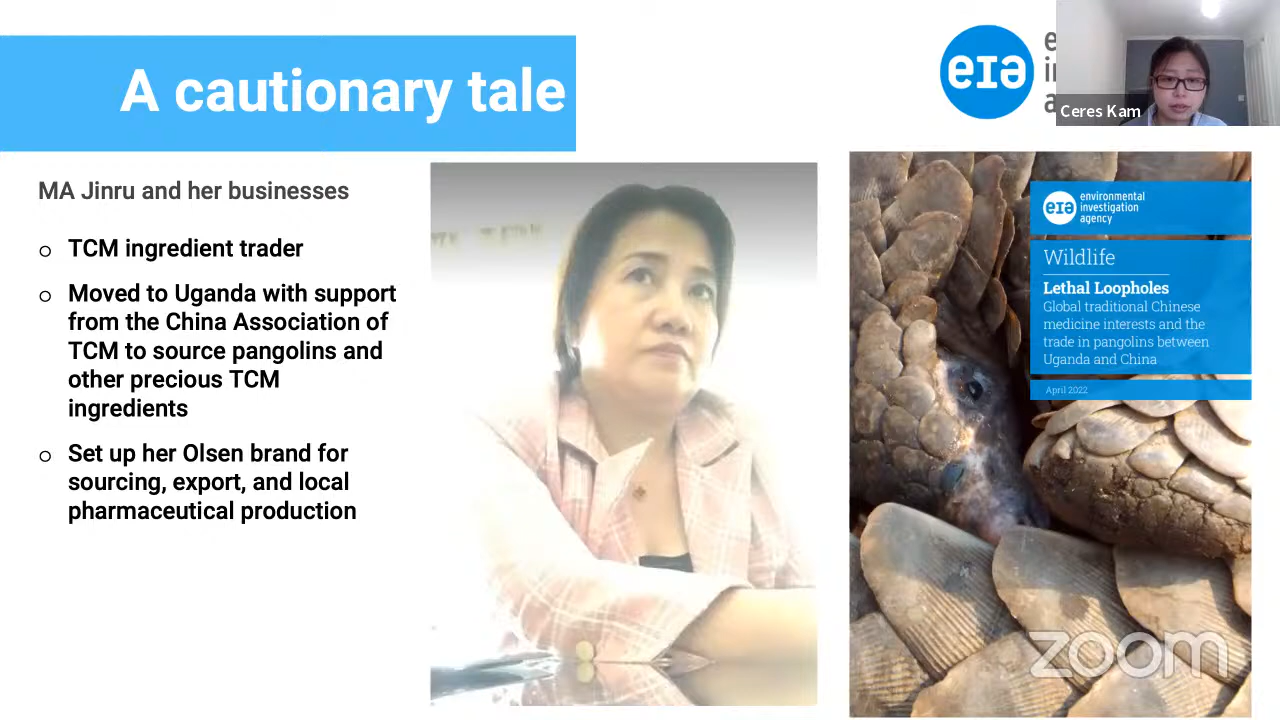 A cautionary tale
eia
Ceres Kam
MA Jinru and her businesses
o TCM ingredient trader
o Moved to Uganda with support
from the China Association of
TCM to source pangolins and
other precious TCM
ingredients
o Set up her Olsen brand for
sourcing, export, and local
pharmaceutical production
eia environmental
investigation
agency
Wildlife
Lethal Loopholes
Global traditional Chinese
medicine interests and the
trade in pangolins between
Uganda and China
April 2022
zoom